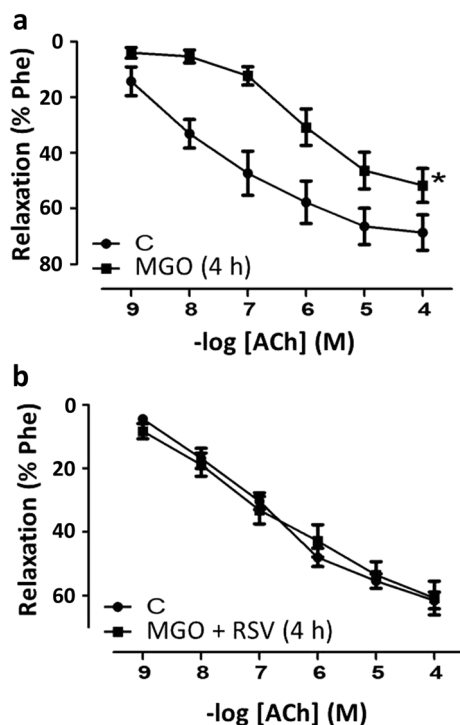 a
Relaxation (% Phe)
0
20
40
60
80
*
C
MGO (4 h)
9 8 7 6 5 4
-log [ACh] (M)
b
Relaxation (% Phe)
0
20
40
60
C
MGO + RSV (4 h)
9 8 7 6 5 4
-log [ACh] (M)